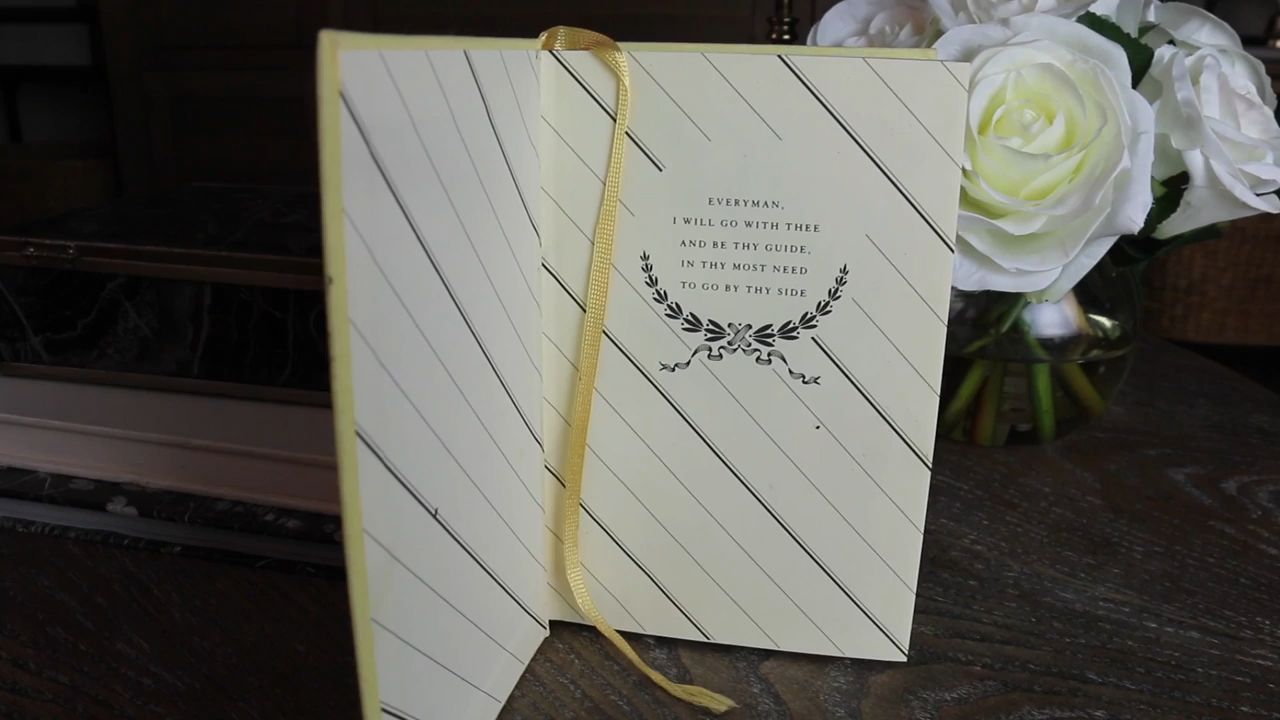 EVERYMAN,
I WILL GO WITH THEE
AND BE THY GUIDE,
IN THY MOST NEED
TO GO BY THY SIDE